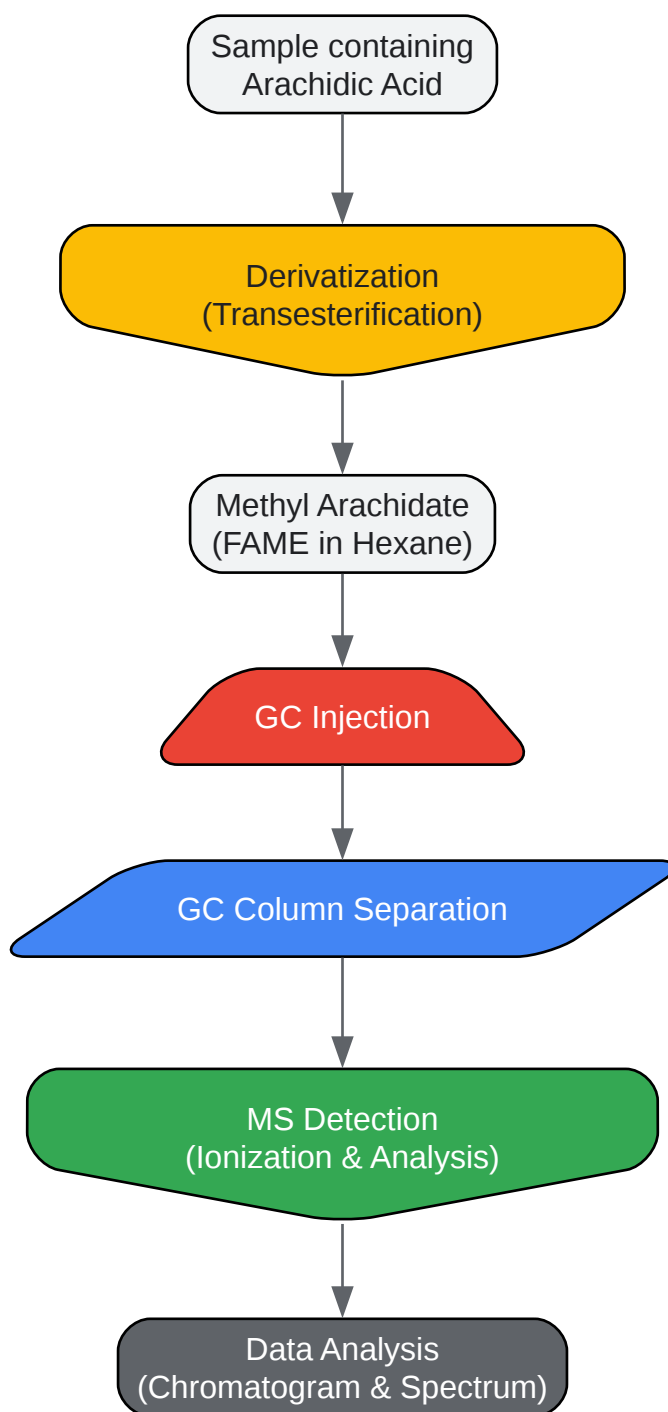 Sample containing
Arachidic Acid
Derivatization
(Transesterification)
Methyl Arachidate
(FAME in Hexane)
GC Injection
GC Column Separation
MS Detection
(Ionization & Analysis)
Data Analysis
(Chromatogram & Spectrum)